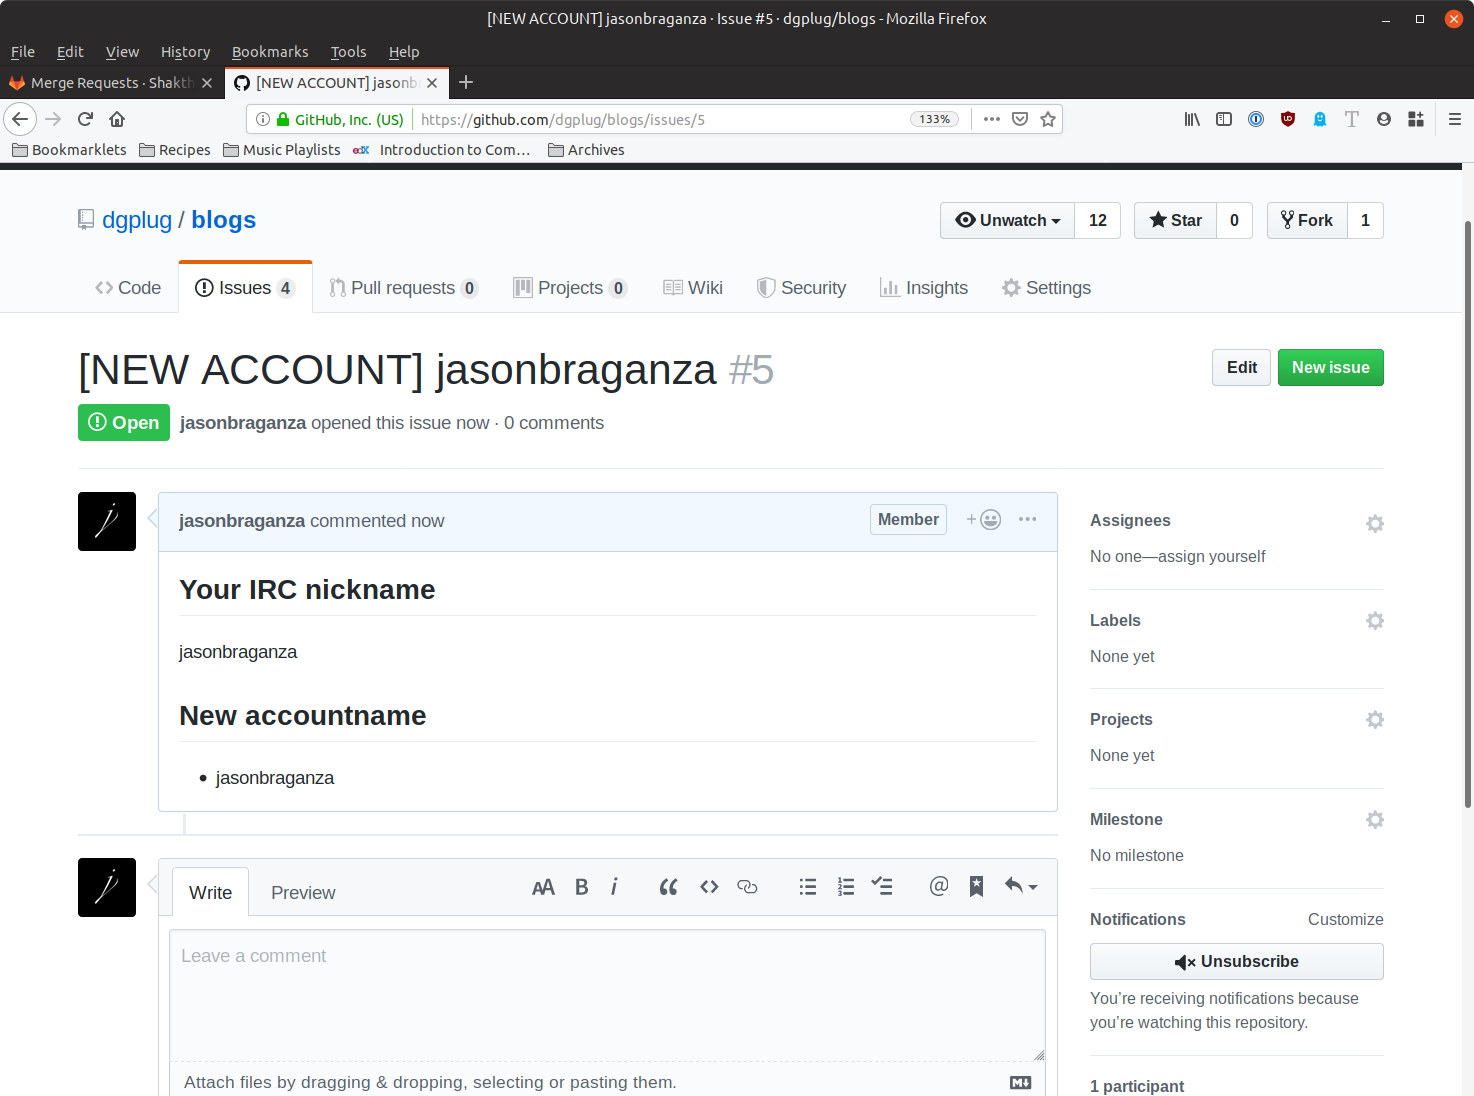 [NEW ACCOUNT] jasonbraganza · Issue #5 · dgplug/blogs - Mozilla Firefox
File Edit View History Bookmarks Tools Help
Merge Requests · Shakth
[NEW ACCOUNT] jasonb
GitHub, Inc. (US) https://github.com/dgplug/blogs/issues/5 133%
Bookmarklets Recipes Music Playlists edX Introduction to Com… Archives
dgplug / blogs
Unwatch 12 Star 0 Fork 1
Code Issues 4 Pull requests 0 Projects 0 Wiki Security Insights Settings
[NEW ACCOUNT] jasonbraganza #5
Edit New issue
Open jasonbraganza opened this issue now · 0 comments
jasonbraganza commented now Member
Your IRC nickname
jasonbraganza
New accountname
• jasonbraganza
Write Preview
AA B i
Leave a comment
Attach files by dragging & dropping, selecting or pasting them.
Assignees
No one—assign yourself
Labels
None yet
Projects
None yet
Milestone
No milestone
Notifications Customize
Unsubscribe
You’re receiving notifications because
you’re watching this repository.
1 participant